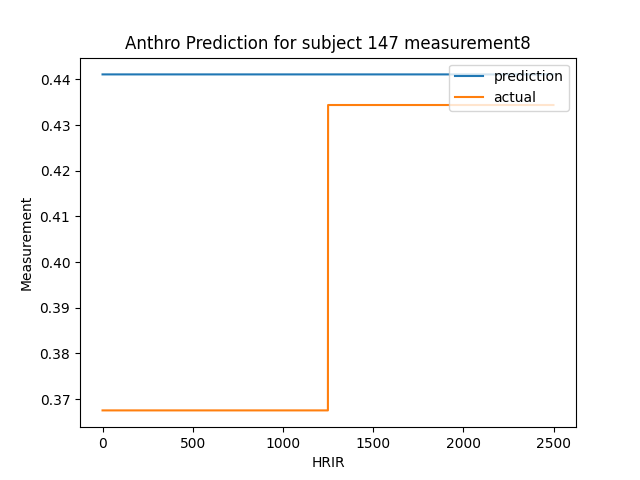 Anthro Prediction for subject 147 measurement8
prediction
actual
0.44
0.43
0.42
0.41
0.40
0.39
0.38
0.37
Measurement
0 500 1000 1500 2000 2500
HRIR